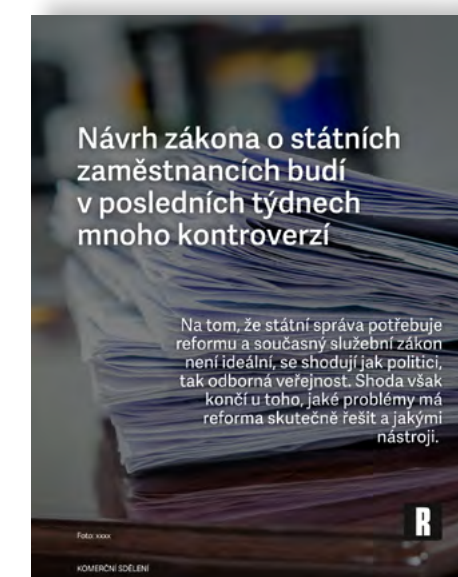 Návrh zákona o státních
zaměstnancích budí
v posledních týdnech
mnoho kontroverzí
Na tom, že státní správa potřebuje
reformu a současný služební zákon
není ideální, se shodují jak politici,
tak odborná veřejnost. Shoda však
končí u toho, jaké problémy má
reforma skutečně řešit a jakými
nástroji.
R
Foto: xxxx
KOMERČNÍ SDĚLENÍ